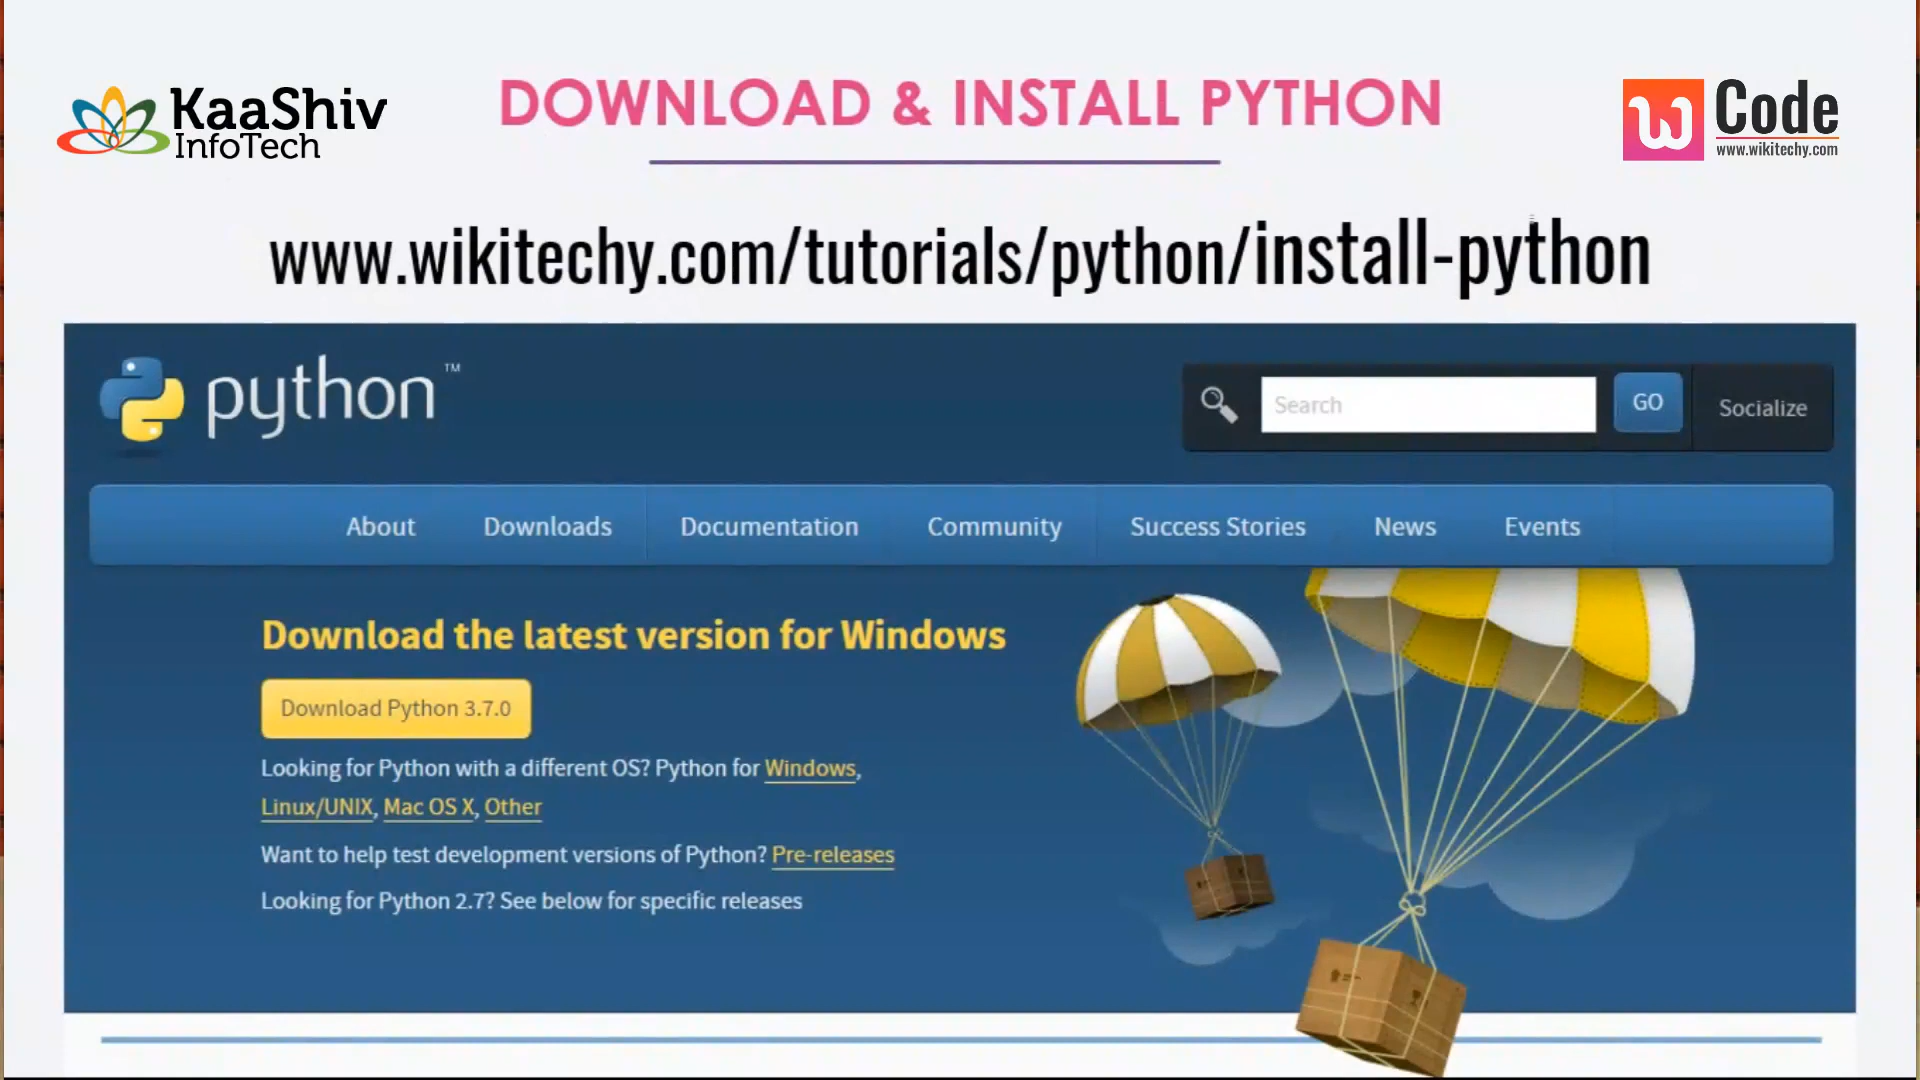 KaaShiv
InfoTech
DOWNLOAD & INSTALL PYTHON
W Code
www.wikitechy.com
www.wikitechy.com/tutorials/python/install-python
python™
Search
GO
Socialize
About
Downloads
Documentation
Community
Success Stories
News
Events
Download the latest version for Windows
Download Python 3.7.0
Looking for Python with a different OS? Python for Windows,
Linux/UNIX, Mac OS X, Other
Want to help test development versions of Python? Pre-releases
Looking for Python 2.7? See below for specific releases